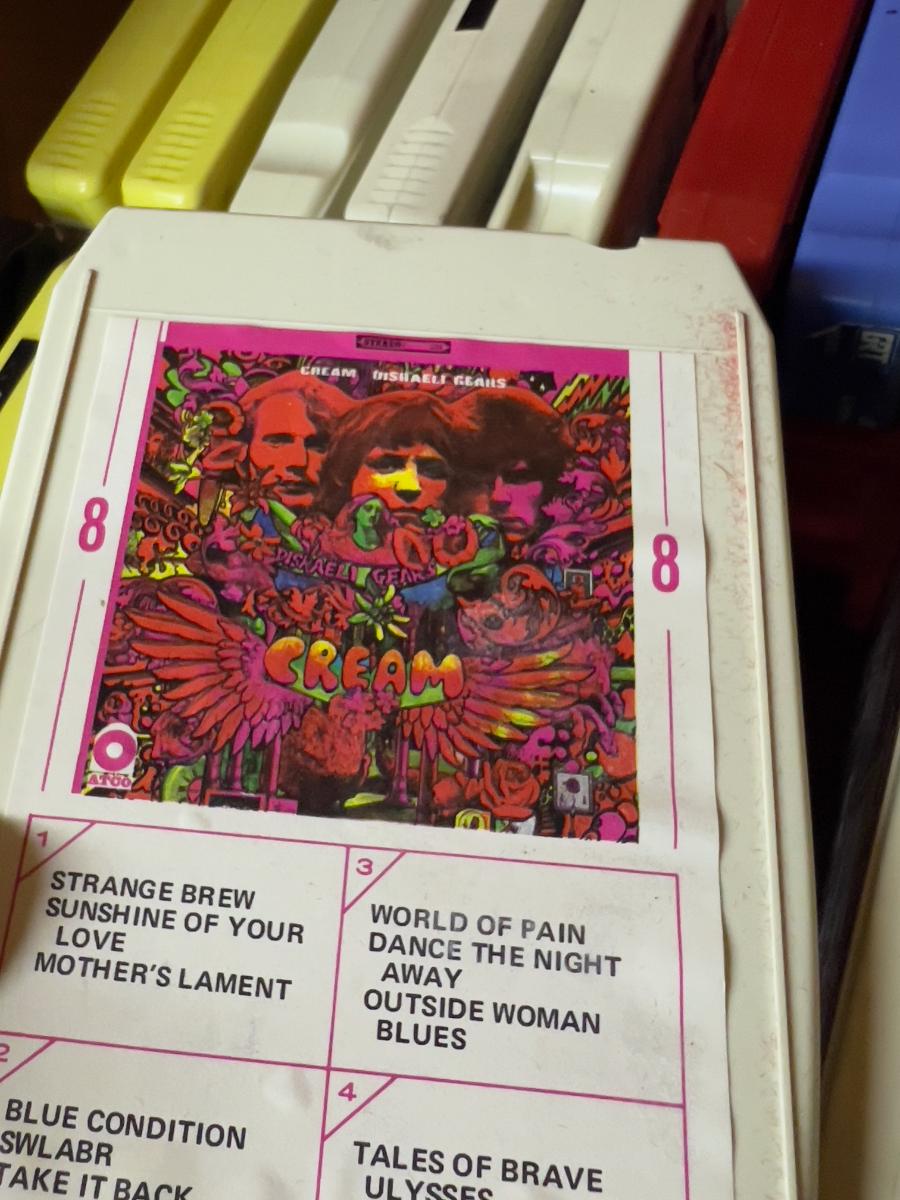 STEREO
CREAM DISRAELI GEARS
8
8
DISRAELI GEARS
CREAM
ATCO
1
STRANGE BREW
SUNSHINE OF YOUR
LOVE
MOTHER'S LAMENT
3
WORLD OF PAIN
DANCE THE NIGHT
AWAY
OUTSIDE WOMAN
BLUES
2
BLUE CONDITION
SWLABR
TAKE IT BACK
4
TALES OF BRAVE
ULYSSES